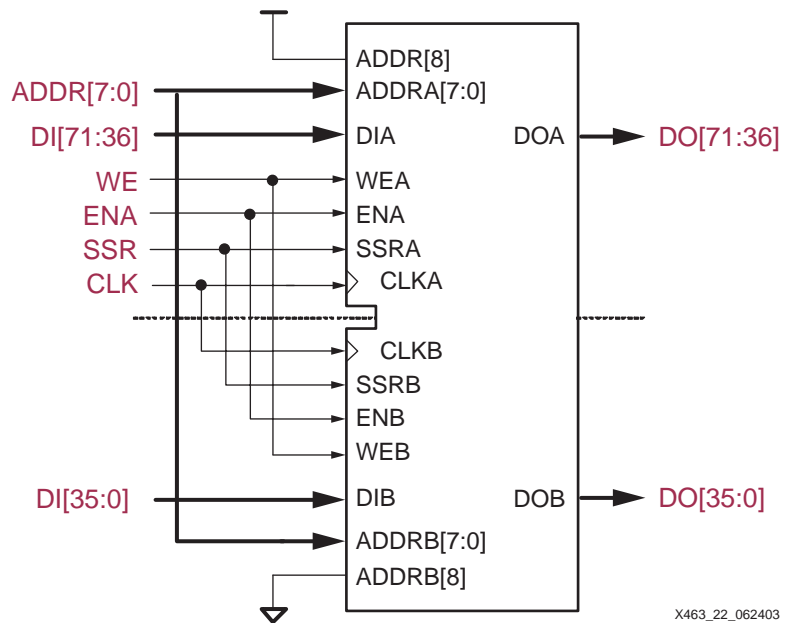 ADDR[8]
ADDR[7:0] ADDRA[7:0]
DI[71:36] DIA DOA DO[71:36]
WE WEA
ENA ENA
SSR SSRA
CLK CLKA
CLKB
SSRB
ENB
WEB
DI[35:0] DIB DOB DO[35:0]
ADDRB[7:0]
ADDRB[8]
X463_22_062403